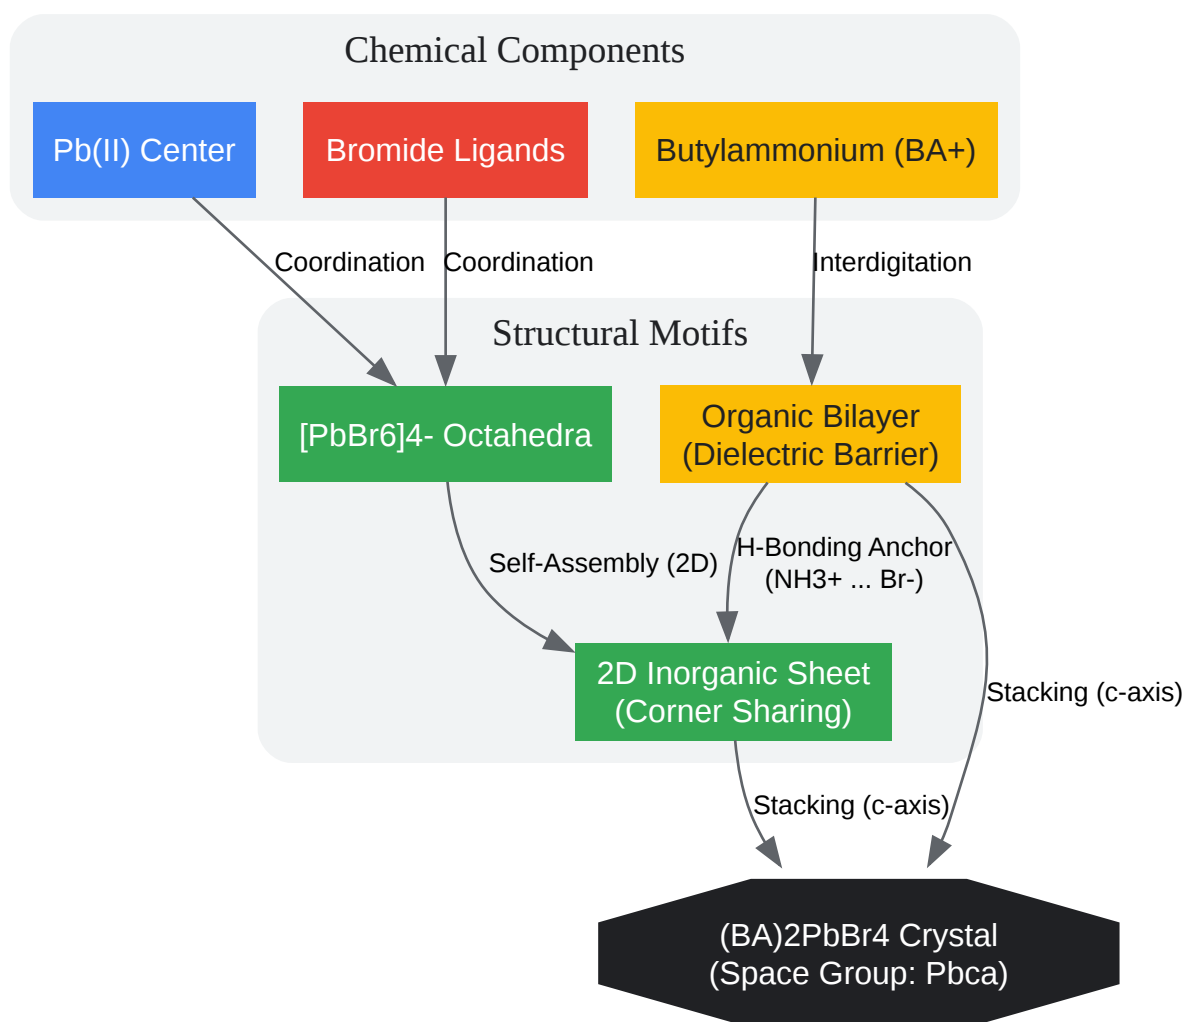 Chemical Components
Pb(II) Center
Bromide Ligands
Butylammonium (BA+)
Coordination
Coordination
Interdigitation
Structural Motifs
[PbBr6]4- Octahedra
Organic Bilayer
(Dielectric Barrier)
Self-Assembly (2D)
H-Bonding Anchor
(NH3+ ... Br-)
2D Inorganic Sheet
(Corner Sharing)
Stacking (c-axis)
Stacking (c-axis)
(BA)2PbBr4 Crystal
(Space Group: Pbca)